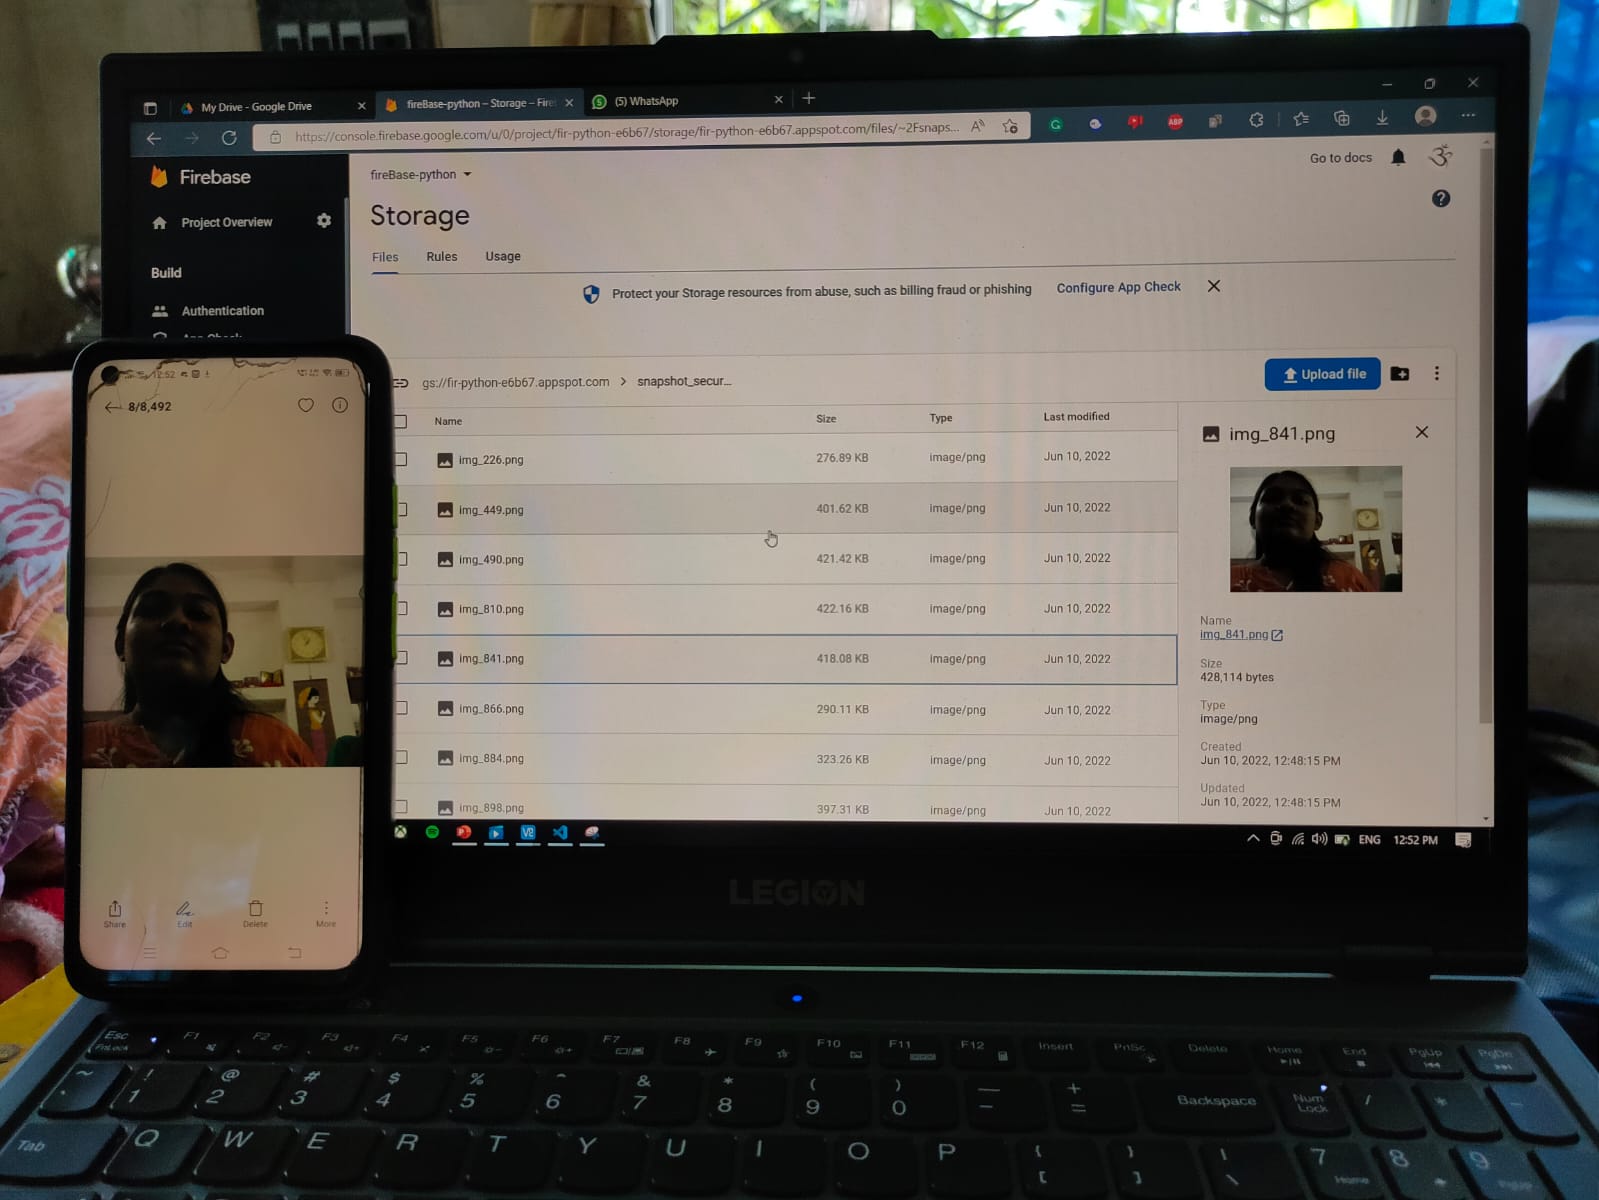 My Drive - Google Drive
fireBase-python – Storage – Fire
(5) WhatsApp
https://console.firebase.google.com/u/0/project/fir-python-e6b67/storage/fir-python-e6b67.appspot.com/files/~2Fsnaps...
Firebase
Project Overview
Build
Authentication
App Check
fireBase-python
Go to docs
Storage
Files Rules Usage
Protect your Storage resources from abuse, such as billing fraud or phishing Configure App Check
gs://fir-python-e6b67.appspot.com > snapshot_secur...
Upload file
Name Size Type Last modified
img_226.png 276.89 KB image/png Jun 10, 2022
img_449.png 401.62 KB image/png Jun 10, 2022
img_490.png 421.42 KB image/png Jun 10, 2022
img_810.png 422.16 KB image/png Jun 10, 2022
img_841.png 418.08 KB image/png Jun 10, 2022
img_866.png 290.11 KB image/png Jun 10, 2022
img_884.png 323.26 KB image/png Jun 10, 2022
img_898.png 397.31 KB image/png Jun 10, 2022
img_841.png
Name
img_841.png
Size
428,114 bytes
Type
image/png
Created
Jun 10, 2022, 12:48:15 PM
Updated
Jun 10, 2022, 12:48:15 PM
ENG 12:52 PM
12:52
8/8,492
Share Edit Delete More
LEGION
Esc F1 F2 F3 F4 F5 F6 F7 F8 F9 F10 F11 F12 Insert PrtSc Delete Home End PgUp PgDn
FnLock
~ ! @ # $ % ^ & * ( ) — +
` 1 2 3 4 5 6 7 8 9 0 - = Backspace Num Lock / * -
Tab Q W E R T Y U I O P { [ } ] | \ 7 8 9
Home